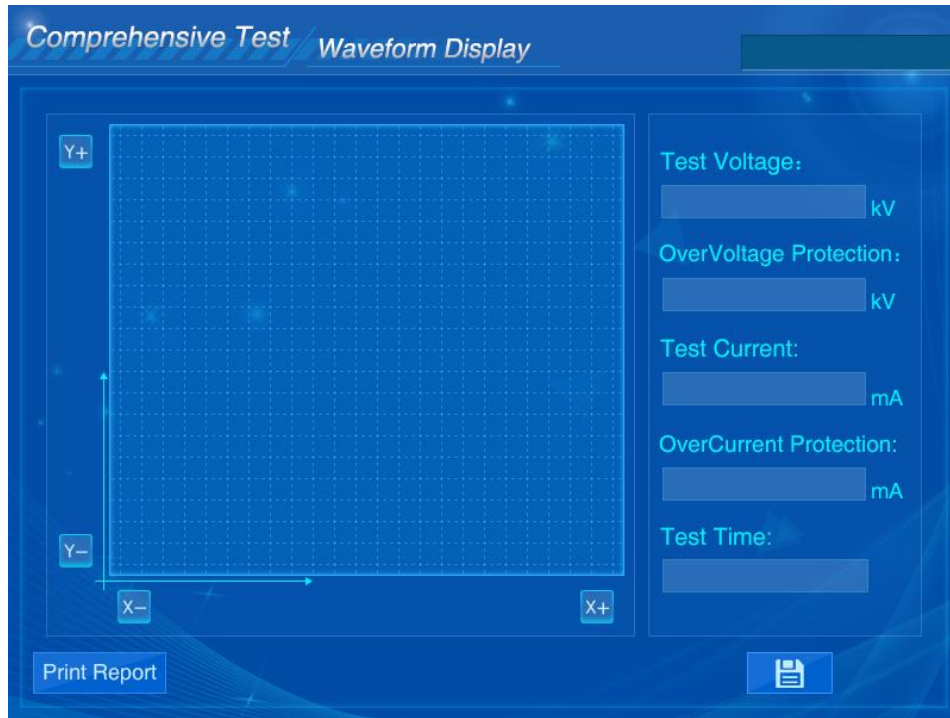 Comprehensive Test
Waveform Display
Y+
Test Voltage：
kV
OverVoltage Protection：
kV
Test Current:
mA
OverCurrent Protection:
mA
Test Time:
Y−
X−
X+
Print Report